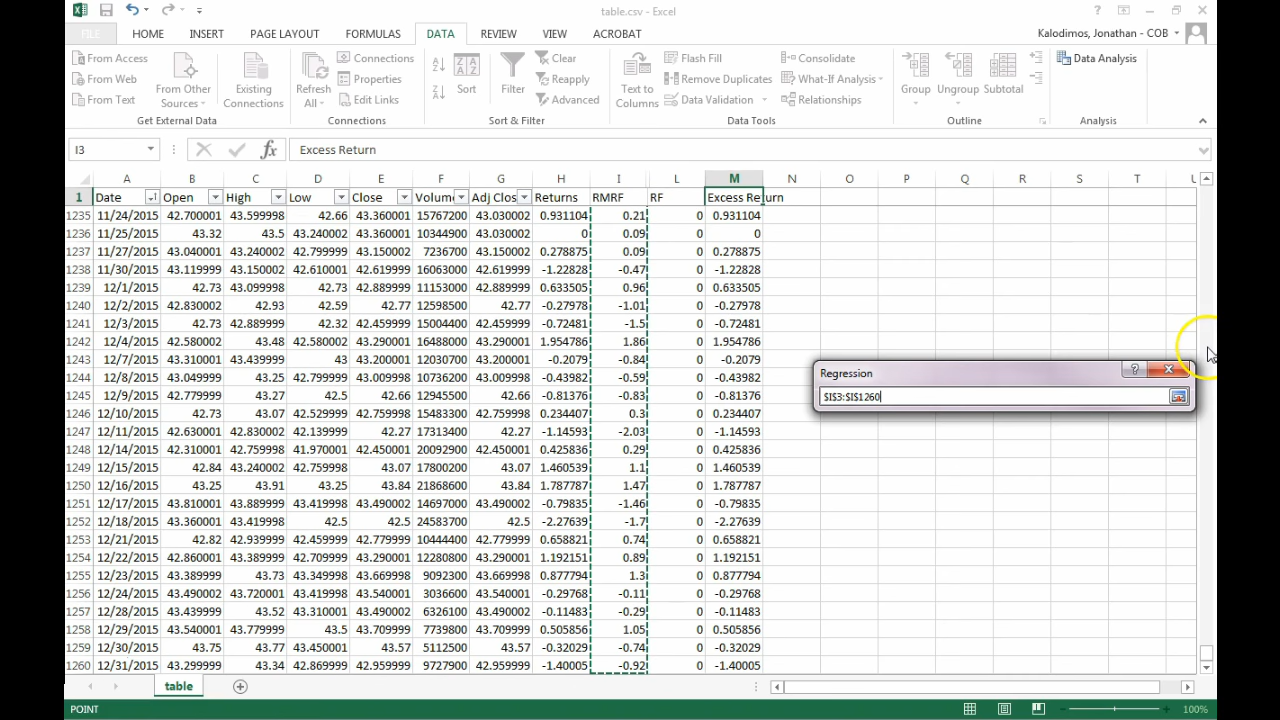 table.csv - Excel
FILE HOME INSERT PAGE LAYOUT FORMULAS DATA REVIEW VIEW ACROBAT Kalodimos, Jonathan - COB
From Access
From Web
From Text
From Other Sources
Existing Connections
Get External Data
Refresh All
Connections
Properties
Edit Links
Connections
Sort
Filter
Clear
Reapply
Advanced
Sort & Filter
Text to Columns
Flash Fill
Remove Duplicates
Data Validation
Consolidate
What-If Analysis
Relationships
Data Tools
Group
Ungroup
Subtotal
Outline
Data Analysis
Analysis
I3 fx Excess Return
A B C D E F G H I L M N O P Q R S T U
1 Date Open High Low Close Volume Adj Clos Returns RMRF RF Excess Return
1235 11/24/2015 42.700001 43.599998 42.66 43.360001 15767200 43.030002 0.931104 0.21 0 0.931104
1236 11/25/2015 43.32 43.5 43.240002 43.360001 10344900 43.030002 0 0.09 0 0
1237 11/27/2015 43.040001 43.240002 42.799999 43.150002 7236700 43.150002 0.278875 0.09 0 0.278875
1238 11/30/2015 43.119999 43.150002 42.610001 42.619999 16063000 42.619999 -1.22828 -0.47 0 -1.22828
1239 12/1/2015 42.73 43.099998 42.73 42.889999 11153000 42.889999 0.633505 0.96 0 0.633505
1240 12/2/2015 42.830002 42.93 42.59 42.77 12598500 42.77 -0.27978 -1.01 0 -0.27978
1241 12/3/2015 42.73 42.889999 42.32 42.459999 15004400 42.459999 -0.72481 -1.5 0 -0.72481
1242 12/4/2015 42.580002 43.48 42.580002 43.290001 16488000 43.290001 1.954786 1.86 0 1.954786
1243 12/7/2015 43.310001 43.439999 43 43.200001 12030700 43.200001 -0.2079 -0.84 0 -0.2079
1244 12/8/2015 43.049999 43.25 42.799999 43.009998 10736200 43.009998 -0.43982 -0.59 0 -0.43982
1245 12/9/2015 42.779999 43.27 42.5 42.66 12968600 42.66 -0.81376 -0.83 0 -0.81376
1246 12/10/2015 42.73 43.07 42.529999 42.759998 15483300 42.759998 0.234407 0.3 0 0.234407
1247 12/11/2015 42.630001 42.830002 42.139999 42.27 17313400 42.27 -1.14593 -2.03 0 -1.14593
1248 12/14/2015 42.310001 42.759998 41.970001 42.450001 20092900 42.450001 0.425836 0.29 0 0.425836
1249 12/15/2015 42.84 43.240002 42.759998 43.07 17800200 43.07 1.460539 1.1 0 1.460539
1250 12/16/2015 43.25 43.91 43.25 43.84 21868600 43.84 1.787787 1.47 0 1.787787
1251 12/17/2015 43.810001 43.889999 43.419998 43.490002 14697000 43.490002 -0.79835 -1.46 0 -0.79835
1252 12/18/2015 43.360001 43.419998 42.5 42.5 24583700 42.5 -2.27639 -1.7 0 -2.27639
1253 12/21/2015 42.82 42.939999 42.459999 42.779999 10444400 42.779999 0.658821 0.74 0 0.658821
1254 12/22/2015 42.860001 43.389999 42.709999 43.290001 12280800 43.290001 1.192151 0.89 0 1.192151
1255 12/23/2015 43.389999 43.73 43.349998 43.669998 9092300 43.669998 0.877794 1.3 0 0.877794
1256 12/24/2015 43.490002 43.720001 43.419998 43.540001 3036600 43.540001 -0.29768 -0.11 0 -0.29768
1257 12/28/2015 43.439999 43.52 43.310001 43.490002 6326100 43.490002 -0.11483 -0.29 0 -0.11483
1258 12/29/2015 43.540001 43.779999 43.5 43.709999 7739800 43.709999 0.505856 1.05 0 0.505856
1259 12/30/2015 43.75 43.77 43.450001 43.57 5112500 43.57 -0.32029 -0.74 0 -0.32029
1260 12/31/2015 43.299999 43.34 42.869999 42.959999 9727900 42.959999 -1.40005 -0.92 0 -1.40005
Regression
$I$3:$I$1260
table
POINT 100%